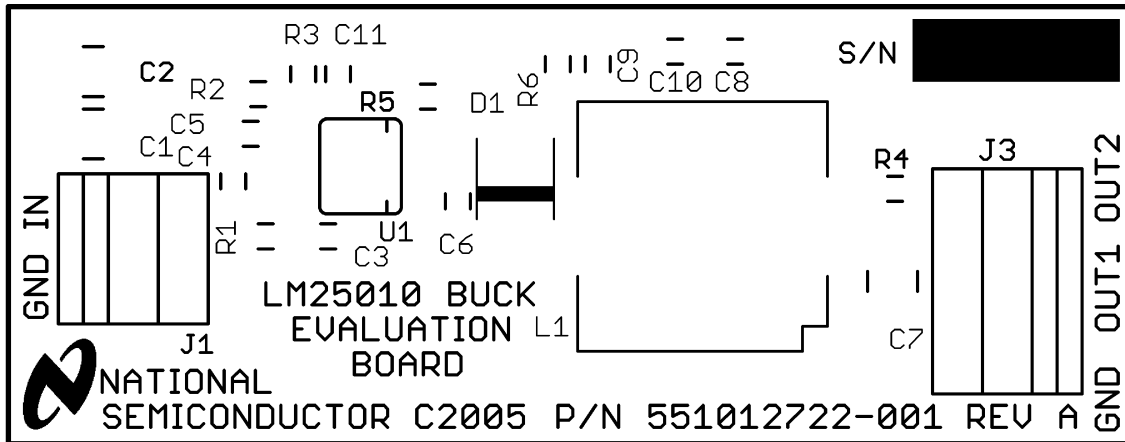 R3 C11
S/N
C2
R2
R6
C9
C10 C8
R5
D1
C5
C1
C4
J3
R4
OUT2
GND IN
R1
U1
C3
C6
OUT1
LM25010 BUCK
EVALUATION
BOARD
L1
C7
J1
NATIONAL
SEMICONDUCTOR C2005 P/N 551012722-001 REV A
GND